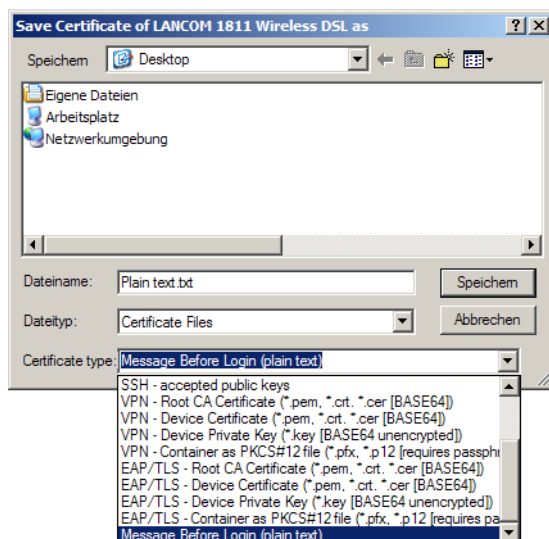 Save Certificate of LANCOM 1811 Wireless DSL as
Speichern Desktop
Eigene Dateien
Arbeitsplatz
Netzwerkumgebung
Dateiname: Plain text.txt Speichern
Dateityp: Certificate Files Abbrechen
Certificate type: Message Before Login (plain text)
SSH - accepted public keys
VPN - Root CA Certificate (*.pem, *.crt. *.cer [BASE64])
VPN - Device Certificate (*.pem, *.crt. *.cer [BASE64])
VPN - Device Private Key (*.key [BASE64 unencrypted])
VPN - Container as PKCS#12 file (*.pfx, *.p12 [requires passphr
EAP/TLS - Root CA Certificate (*.pem, *.crt. *.cer [BASE64])
EAP/TLS - Device Certificate (*.pem, *.crt. *.cer [BASE64])
EAP/TLS - Device Private Key (*.key [BASE64 unencrypted])
EAP/TLS - Container as PKCS#12 file (*.pfx, *.p12 [requires pa
Message Before Login (plain text)